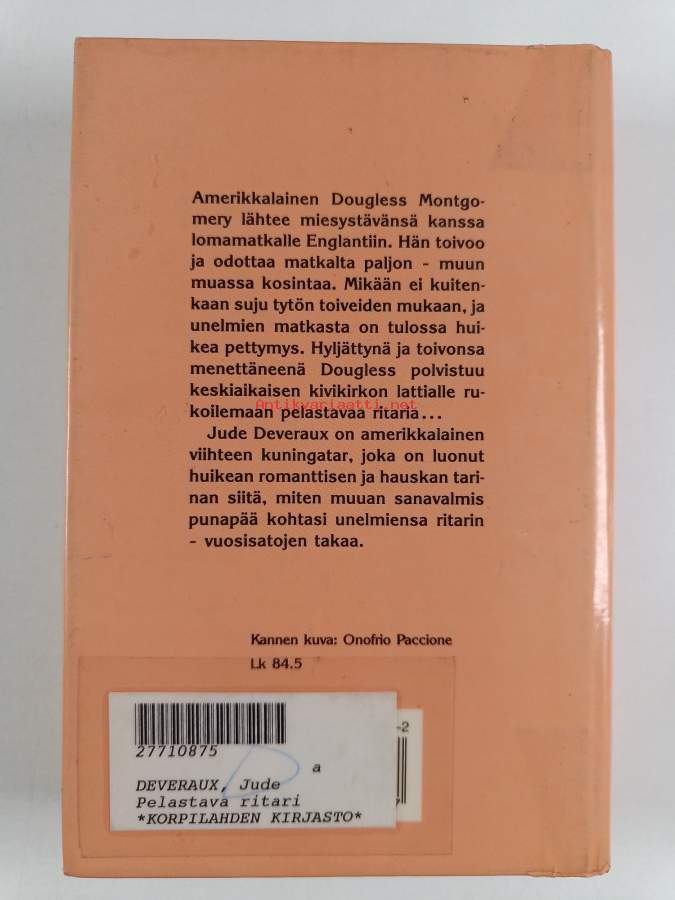 Amerikkalainen Dougless Montgo-
mery lähtee miesystävänsä kanssa
lomamatkalle Englantiin. Hän toivoo
ja odottaa matkalta paljon - muun
muassa kosintaa. Mikään ei kuiten-
kaan suju tytön toiveiden mukaan, ja
unelmien matkasta on tulossa hui-
kea pettymys. Hyljättynä ja toivonsa
menettäneenä Dougless polvistuu
keskiaikaisen kivikirkon lattialle ru-
koilemaan pelastavaa ritaria...
Antikvariaatti.net
Jude Deveraux on amerikkalainen
viihteen kuningatar, joka on luonut
huikean romanttisen ja hauskan tari-
nan siitä, miten muuan sanavalmis
punapää kohtasi unelmiensa ritarin
- vuosisatojen takaa.
Kannen kuva: Onofrio Paccione
Lk 84.5
-2
27710875
a
DEVERAUX, Jude
Pelastava ritari
*KORPILAHDEN KIRJASTO*